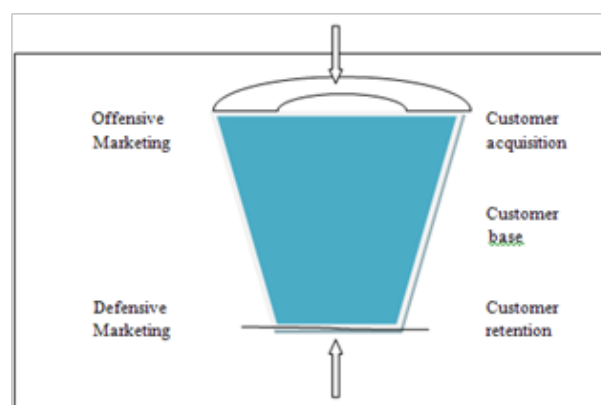 Offensive
Marketing
Customer
acquisition
Customer
base
Defensive
Marketing
Customer
retention